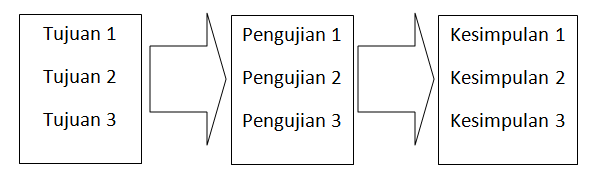 Tujuan 1
Tujuan 2
Tujuan 3
Pengujian 1
Pengujian 2
Pengujian 3
Kesimpulan 1
Kesimpulan 2
Kesimpulan 3